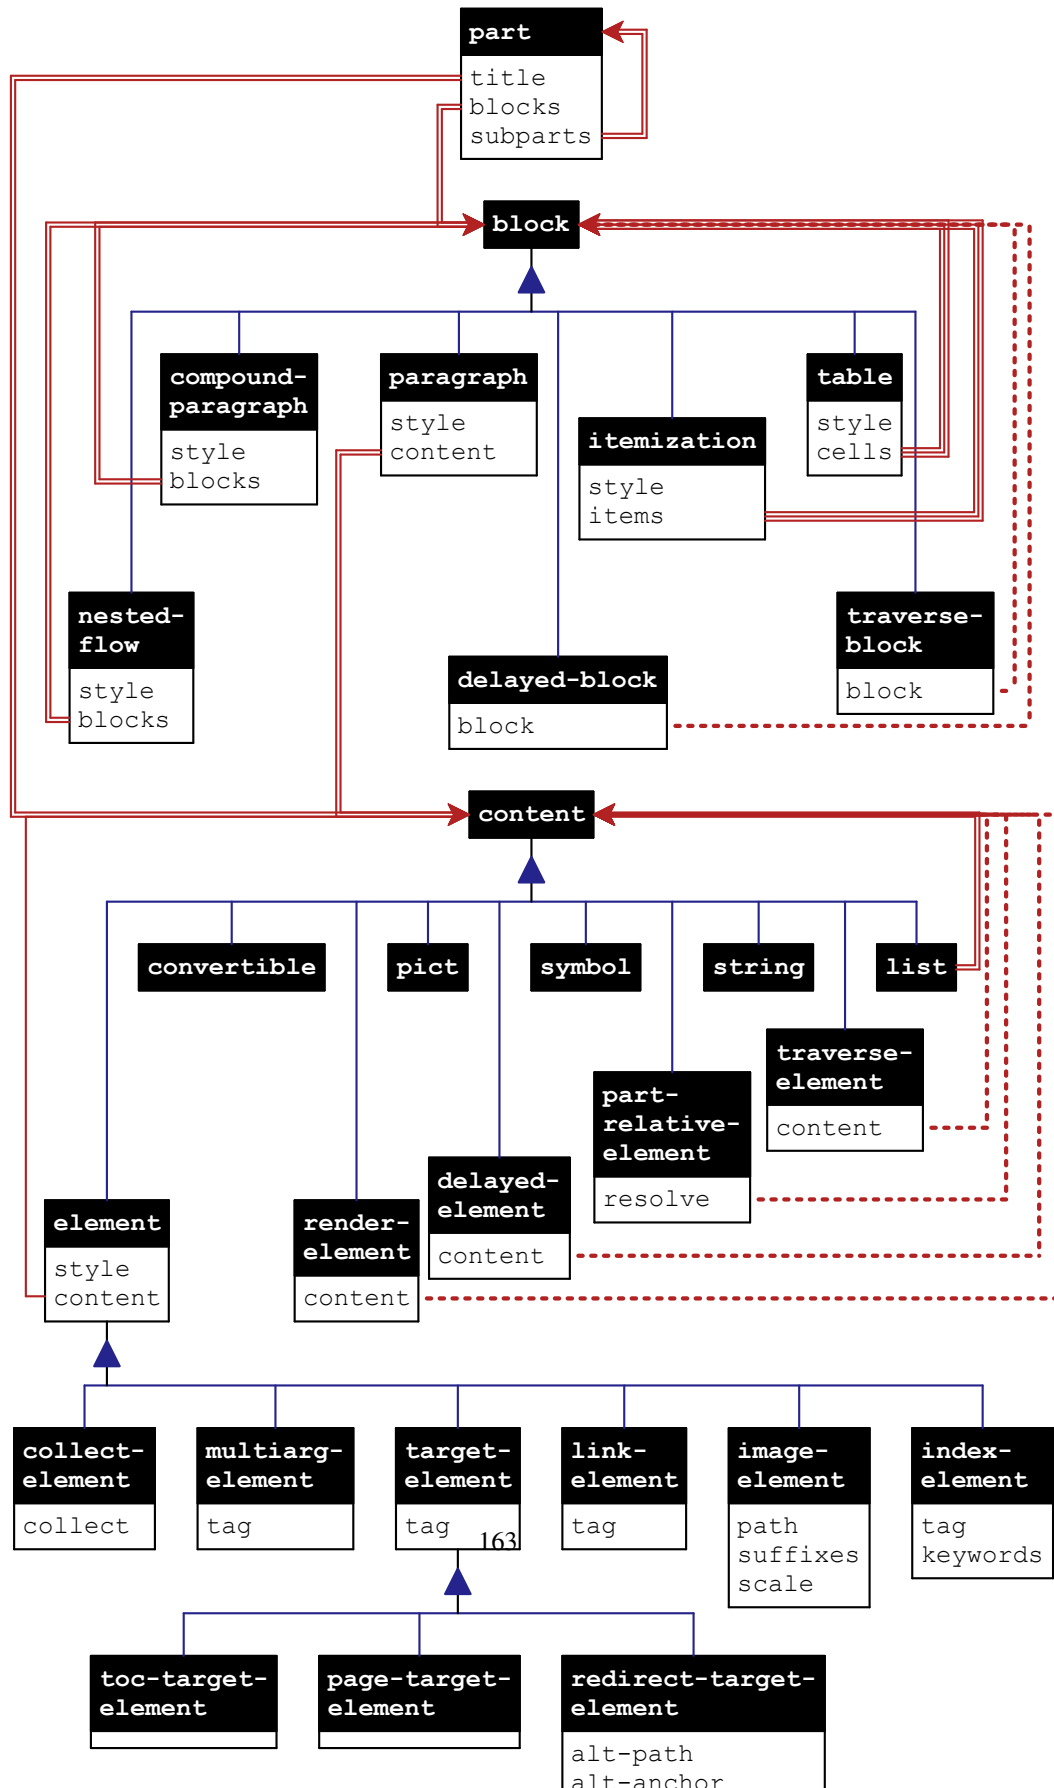 part
title
blocks
subparts
block
compound-
paragraph
style
blocks
paragraph
style
content
itemization
style
items
table
style
cells
nested-
flow
style
blocks
delayed-block
block
traverse-
block
block
content
convertible
pict
symbol
string
list
traverse-
element
content
part-
relative-
element
resolve
delayed-
element
content
element
style
content
render-
element
content
collect-
element
collect
multiarg-
element
tag
target-
element
tag
163
link-
element
tag
image-
element
path
suffixes
scale
index-
element
tag
keywords
toc-target-
element
page-target-
element
redirect-target-
element
alt-path
alt-anchor